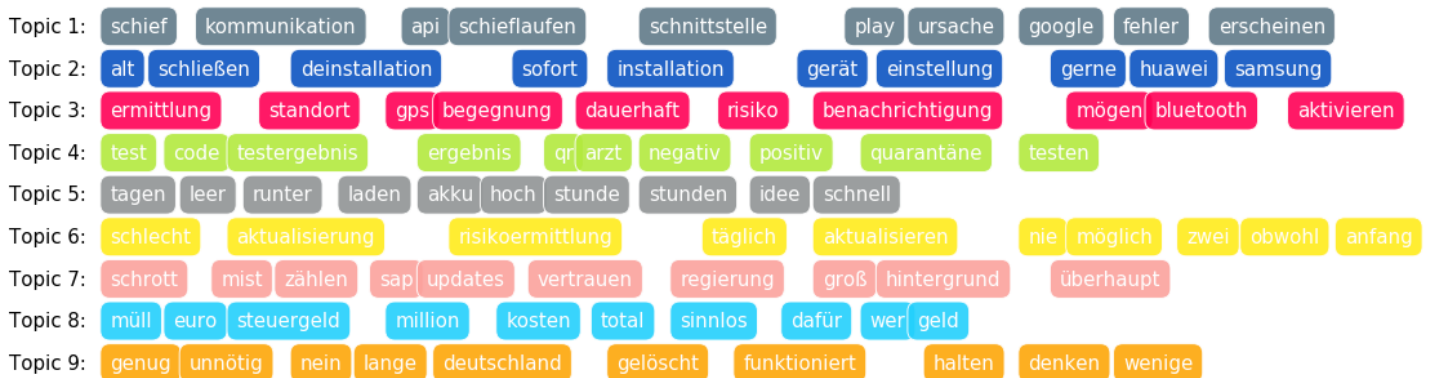 Topic 1: schief kommunikation api schieflaufen schnittstelle play ursache google fehler erscheinen
Topic 2: alt schließen deinstallation sofort installation gerät einstellung gerne huawei samsung
Topic 3: ermittlung standort gps begegnung dauerhaft risiko benachrichtigung mögen bluetooth aktivieren
Topic 4: test code testergebnis ergebnis qr arzt negativ positiv quarantäne testen
Topic 5: tagen leer runter laden akku hoch stunde stunden idee schnell
Topic 6: schlecht aktualisierung risikoermittlung täglich aktualisieren nie möglich zwei obwohl anfang
Topic 7: schrott mist zählen sap updates vertrauen regierung groß hintergrund überhaupt
Topic 8: müll euro steuergeld million kosten total sinnlos dafür wer geld
Topic 9: genug unnötig nein lange deutschland gelöscht funktioniert halten denken wenige